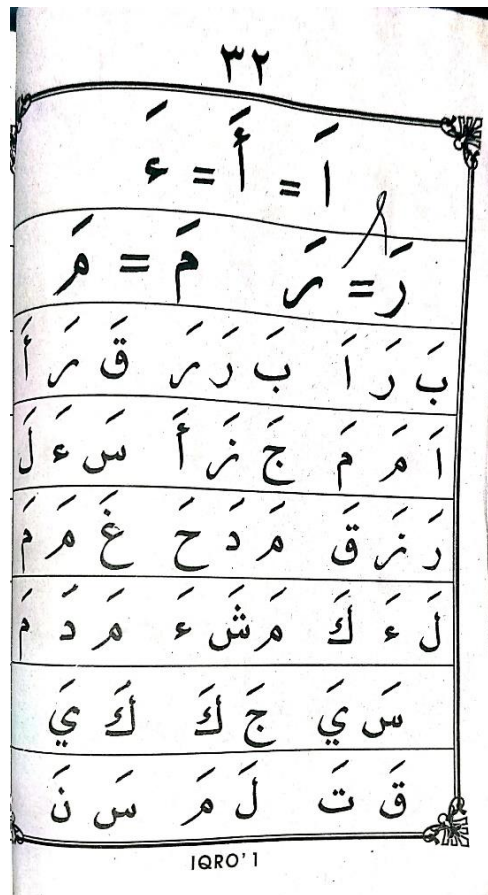 ٣٢
اَ = أَ = ءَ
رَ = رَ مَ = مَ
بَ رَ اَ بَ رَ رَ قَ رَ أَ
اَ مَ مَ جَ زَ أَ سَ ءَ لَ
رَ زَ قَ مَ دَ حَ غَ مَ مَ
لَ ءَ كَ مَ شَ ءَ مَ دَ مَ
سَ يَ جَ كَ كَ يَ
قَ تَ لَ مَ سَ نَ
IQRO' 1